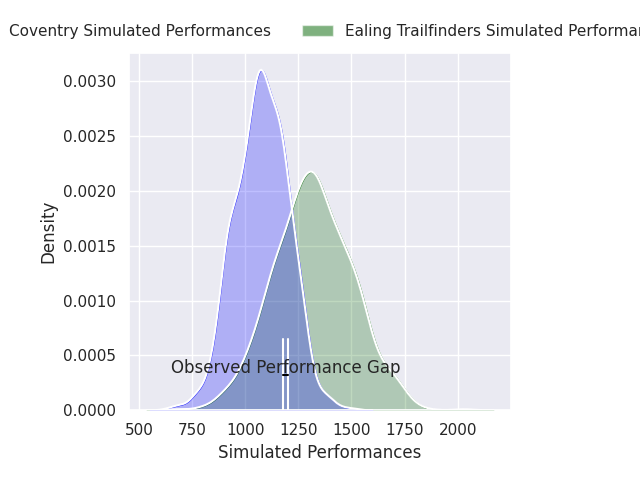 Coventry Simulated Performances
Ealing Trailfinders Simulated
0.0030
0.0025
0.0020
0.0015
0.0010
0.0005
0.0000
Density
Observed Performance Gap
500 750 1000 1250 1500 1750 2000
Simulated Performances